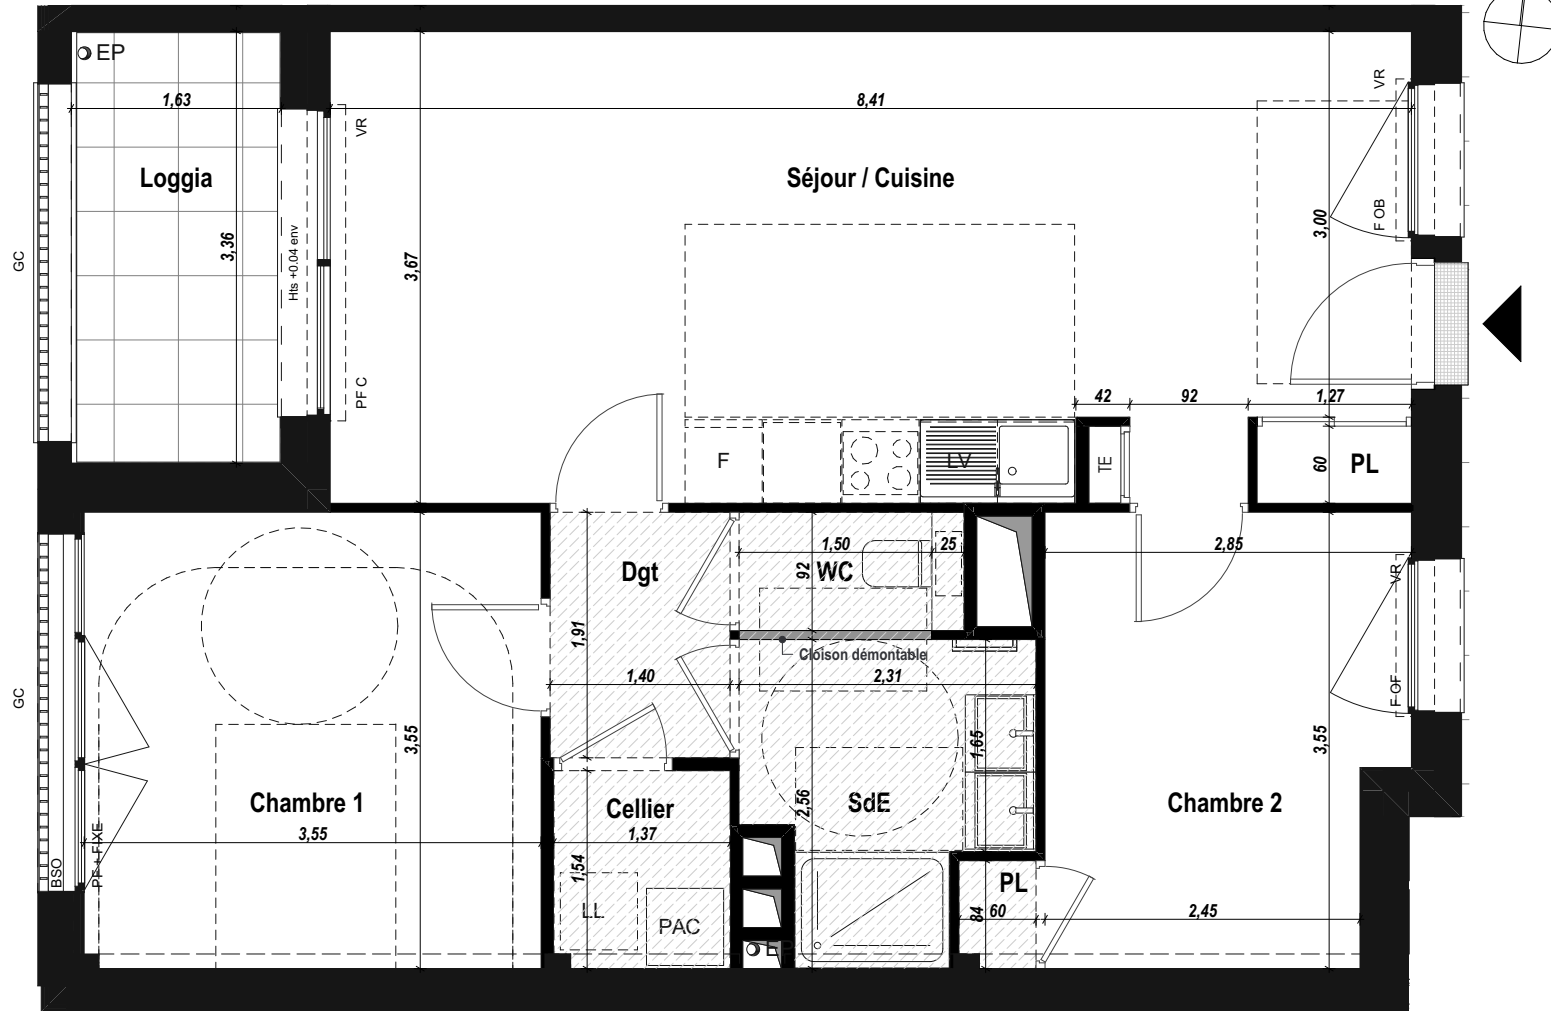 EP
1,63
8,41
VR
VR
Loggia
Séjour / Cuisine
3,36
Hts +0.04 env
3,67
3,00
F OB
GC
PF C
42
92
1,27
F
LV
TE
60
PL
1,50
25
2,85
Dgt
92
WC
VR
1,91
Cloison démontable
1,40
2,31
F OF
GC
3,55
1,65
3,55
Chambre 1
Cellier
2,56
SdE
Chambre 2
3,55
1,37
BSO
PF + FIXE
1,54
PL
LL
PAC
84
60
2,45
EP